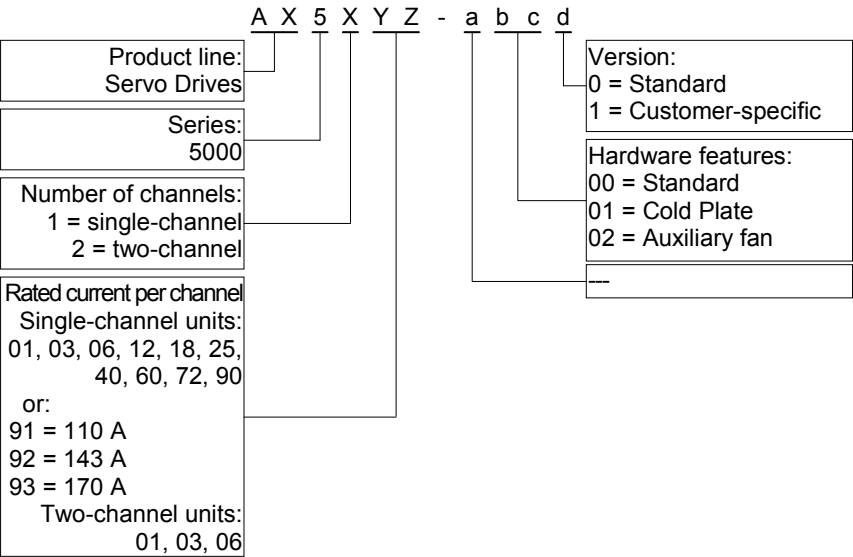 A X 5 X Y Z - a b c d
Product line:
Servo Drives
Series:
5000
Number of channels:
1 = single-channel
2 = two-channel
Rated current per channel
Single-channel units:
01, 03, 06, 12, 18, 25,
40, 60, 72, 90
or:
91 = 110 A
92 = 143 A
93 = 170 A
Two-channel units:
01, 03, 06
Version:
0 = Standard
1 = Customer-specific
Hardware features:
00 = Standard
01 = Cold Plate
02 = Auxiliary fan
---